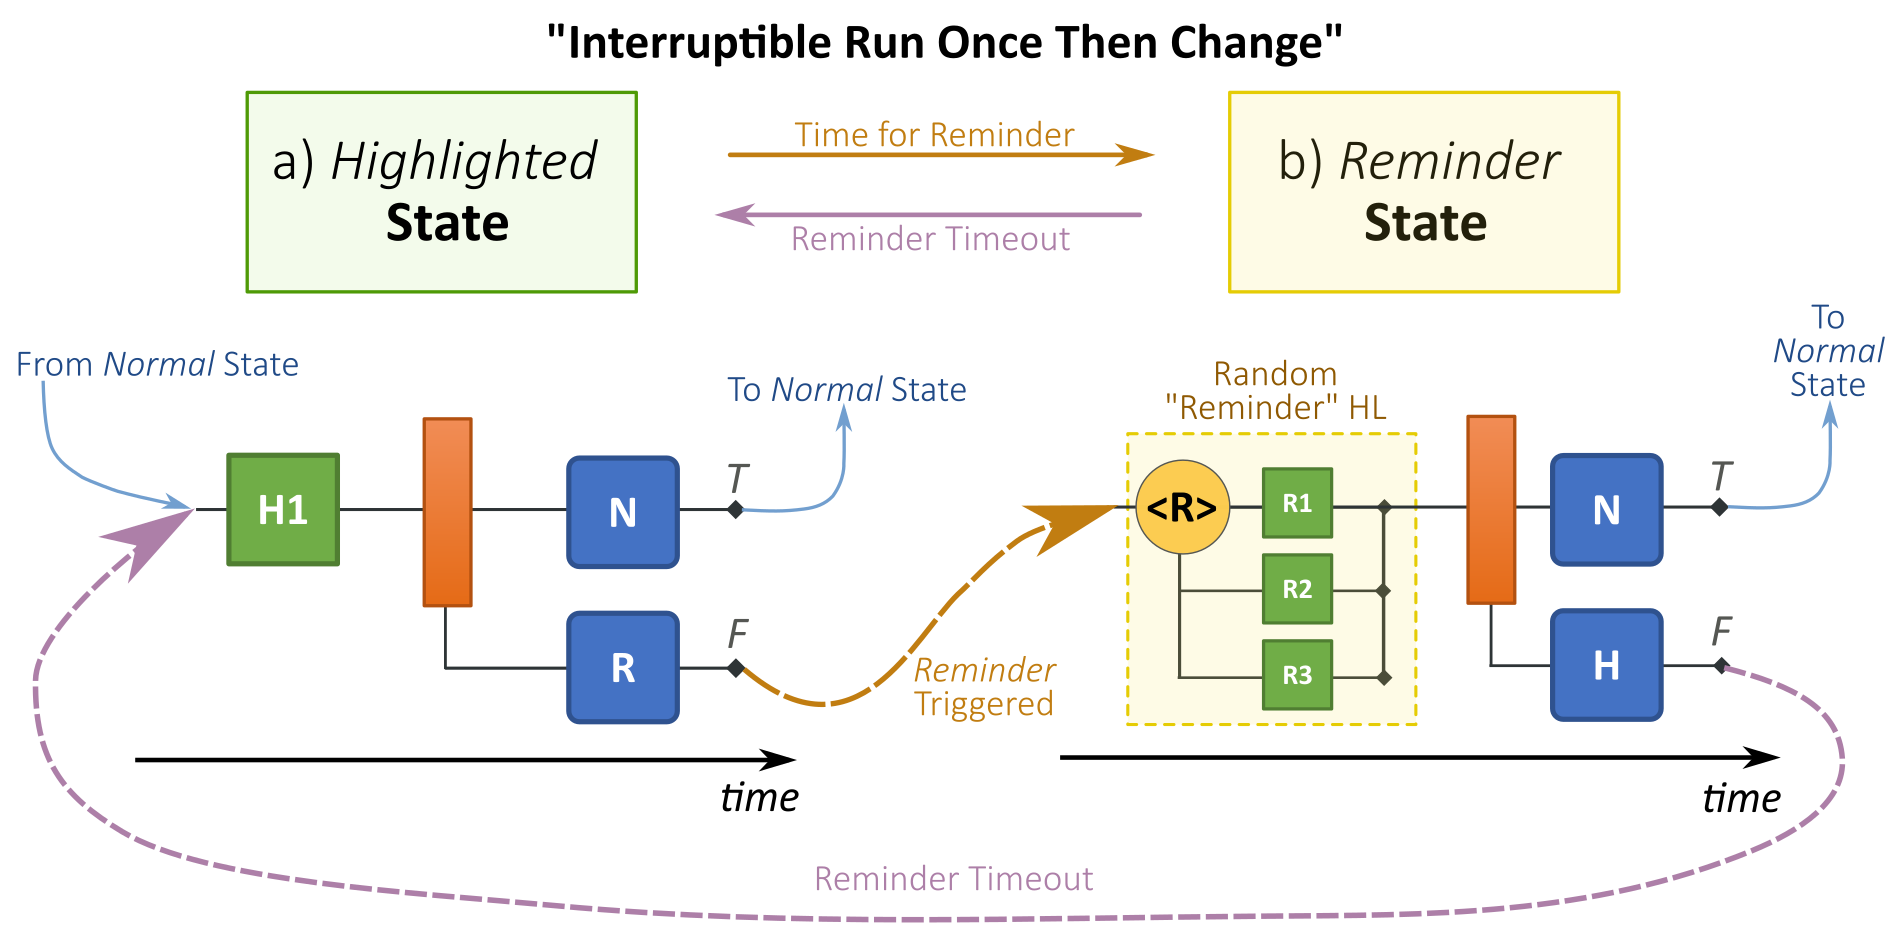 "Interruptible Run Once Then Change"
a) Highlighted
State
Time for Reminder
Reminder Timeout
b) Reminder
State
From Normal State
To Normal State
H1
N
T
R
F
time
Reminder
Triggered
Random
"Reminder" HL
<R>
R1
R2
R3
To
Normal
State
N
T
H
F
time
Reminder Timeout